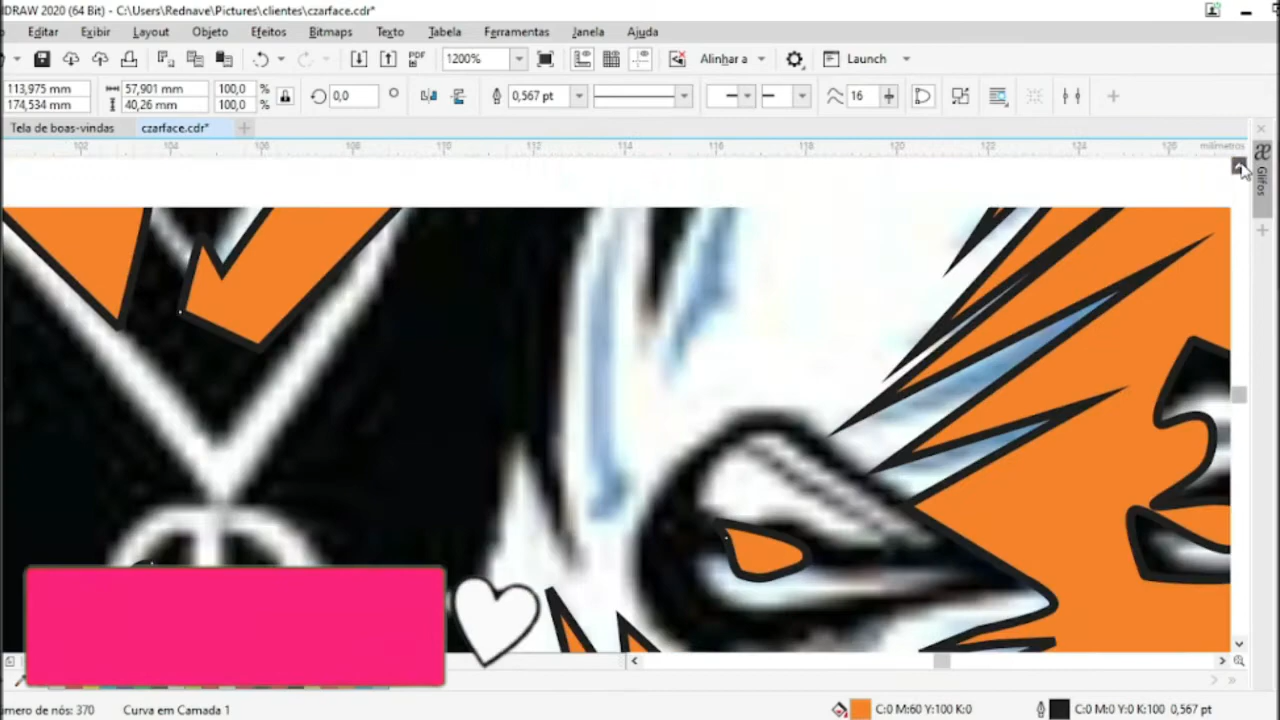 DRAW 2020 (64 Bit) - C:\Users\Rednave\Pictures\clientes\czarface.cdr*
Editar Exibir Layout Objeto Efeitos Bitmaps Texto Tabela Ferramentas Janela Ajuda
PDF 1200% Alinhar a Launch
113,975 mm 57,901 mm 100,0 %
174,534 mm 40,26 mm 100,0 %
0,0 0,567 pt 16
Tela de boas-vindas czarface.cdr*
102 104 106 108 110 112 114 116 118 120 122 124 126 milímetros
Glifos
úmero de nós: 370 Curva em Camada 1 C:0 M:60 Y:100 K:0 C:0 M:0 Y:0 K:100 0,567 pt